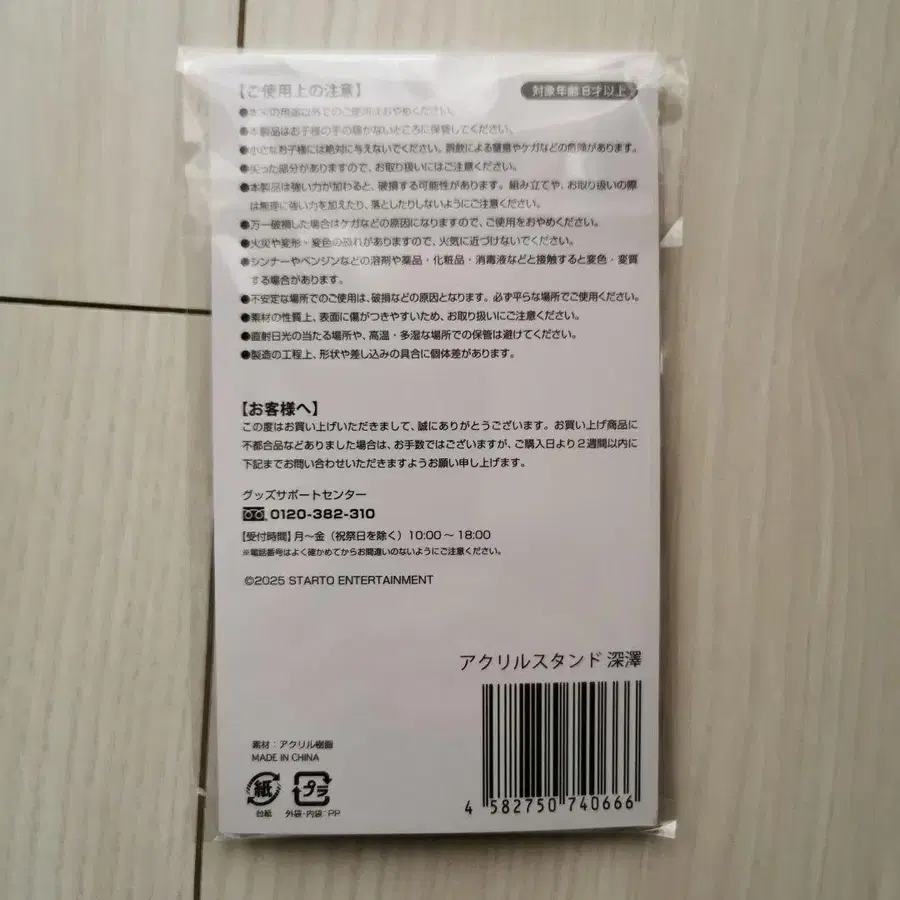 【ご使用上の注意】
対象年齢8才以上
●本来の用途以外でのご使用はおやめください。
●本製品はお子様の手の届かないところに保管してください。
●小さなお子様には絶対に与えないでください。誤飲による窒息やケガなどの危険があります。
●尖った部分がありますので、お取り扱いにはご注意ください。
●本製品は強い力が加わると、破損する可能性があります。組み立てや、お取り扱いの際
は無理に強い力を加えたり、落としたりしないようにご注意ください。
●万一破損した場合はケガなどの原因になりますので、ご使用をおやめください。
●火災や変形・変色の恐れがありますので、火気に近づけないでください。
●シンナーやベンジンなどの溶剤や薬品・化粧品・消毒液などと接触すると変色・変質
する場合があります。
●不安定な場所でのご使用は、破損などの原因となります。必ず平らな場所でご使用ください。
●素材の性質上、表面に傷がつきやすいため、お取り扱いにご注意ください。
●直射日光の当たる場所や、高温・多湿な場所での保管は避けてください。
●製造の工程上、形状や差し込みの具合に個体差があります。
【お客様へ】
この度はお買い上げいただきまして、誠にありがとうございます。お買い上げ商品に
不都合品などありました場合は、お手数ではございますが、ご購入日より2週間以内に
下記までお問い合わせいただきますようお願い申し上げます。
グッズサポートセンター
0120-382-310
【受付時間】月～金（祝祭日を除く）10:00～18:00
※電話番号はよく確かめてからお間違いのないようにご注意ください。
©2025 STARTO ENTERTAINMENT
アクリルスタンド 深澤
素材：アクリル樹脂
MADE IN CHINA
紙
プラ
台紙
外袋・内袋：PP
4 582750 740666